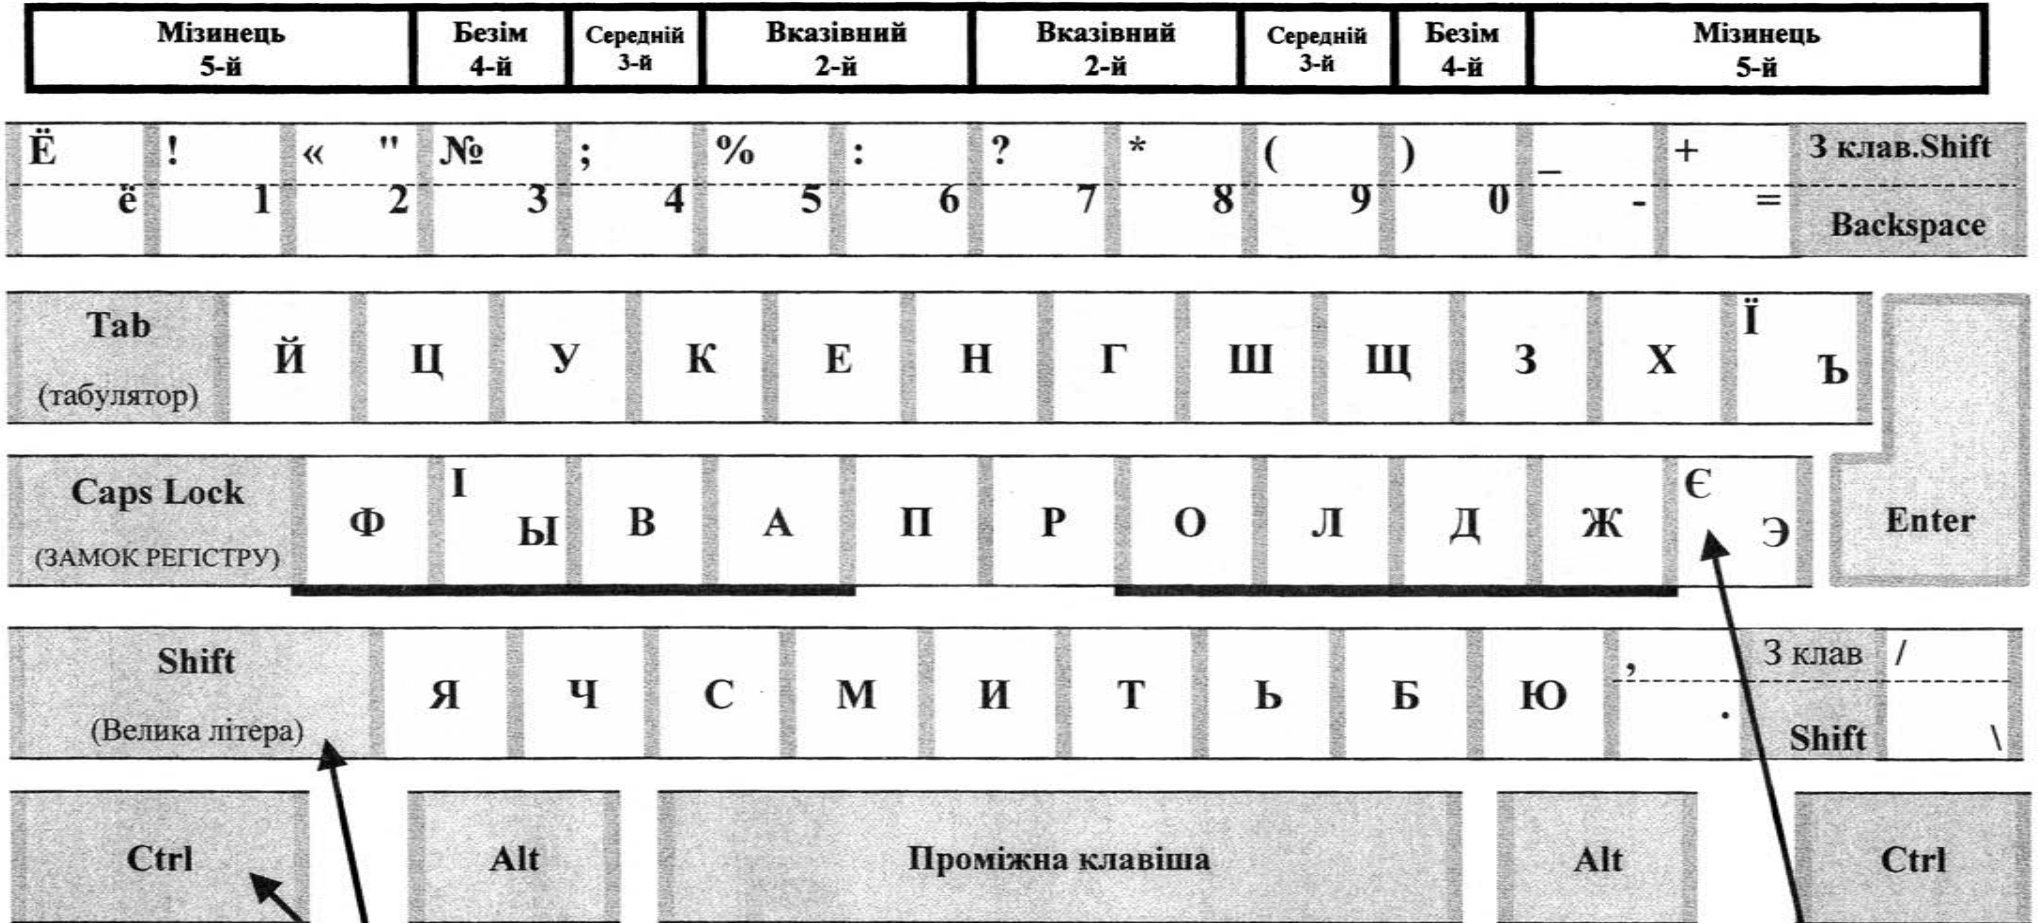 Мізинець Безім Середній Вказівний Вказівний Середній Безім Мізинець
5-й 4-й 3-й 2-й 2-й 3-й 4-й 5-й
Ё ! « " № ; % : ? * ( ) _ + З клав.Shift
ё 1 2 3 4 5 6 7 8 9 0 - = Backspace
Tab Й Ц У К Е Н Г Ш Щ З Х Ї Ъ
(табулятор)
Caps Lock Ф І Ы В А П Р О Л Д Ж Є Э Enter
(ЗАМОК РЕГІСТРУ)
Shift Я Ч С М И Т Ь Б Ю , . З клав / \
(Велика літера) Shift
Ctrl Alt Проміжна клавіша Alt Ctrl